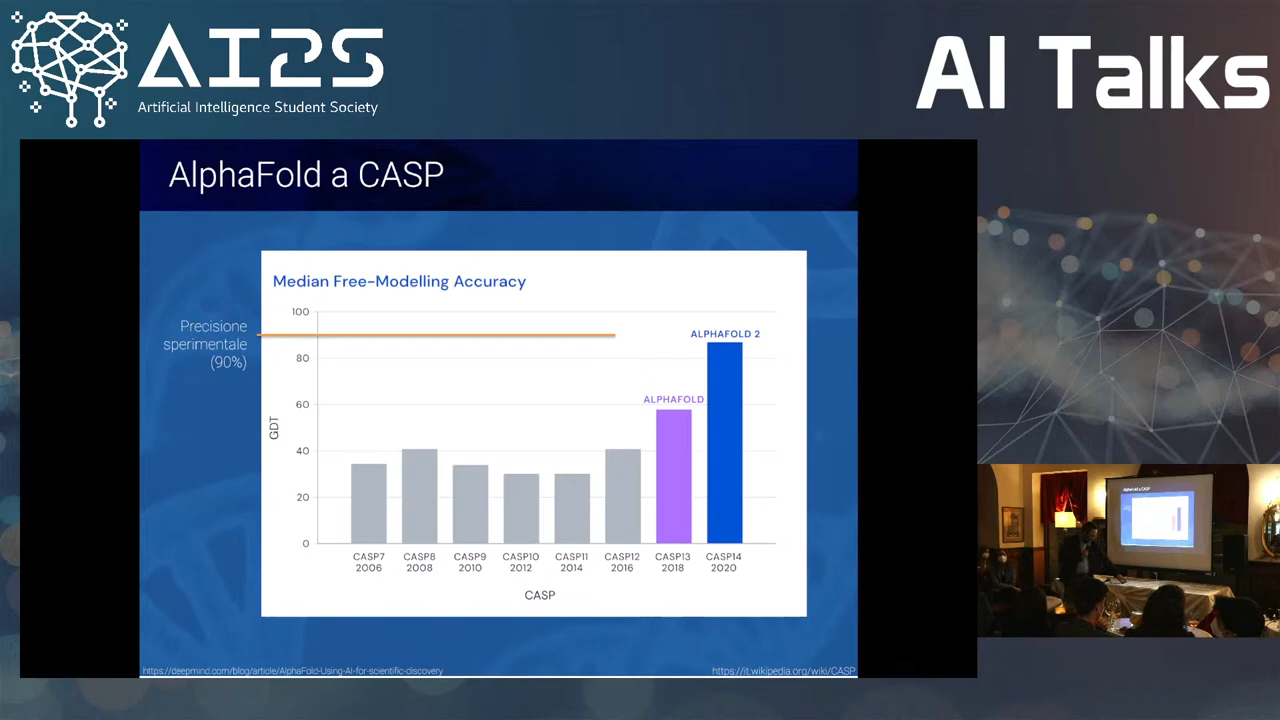 AI2S
Artificial Intelligence Student Society
AI Talks
AlphaFold a CASP
Median Free-Modelling Accuracy
Precisione
sperimentale
(90%)
100
80
60
40
20
0
GDT
ALPHAFOLD
ALPHAFOLD 2
CASP7
2006
CASP8
2008
CASP9
2010
CASP10
2012
CASP11
2014
CASP12
2016
CASP13
2018
CASP14
2020
CASP
https://deepmind.com/blog/article/AlphaFold-Using-AI-for-scientific-discovery
https://it.wikipedia.org/wiki/CASP
AlphaFold a CASP